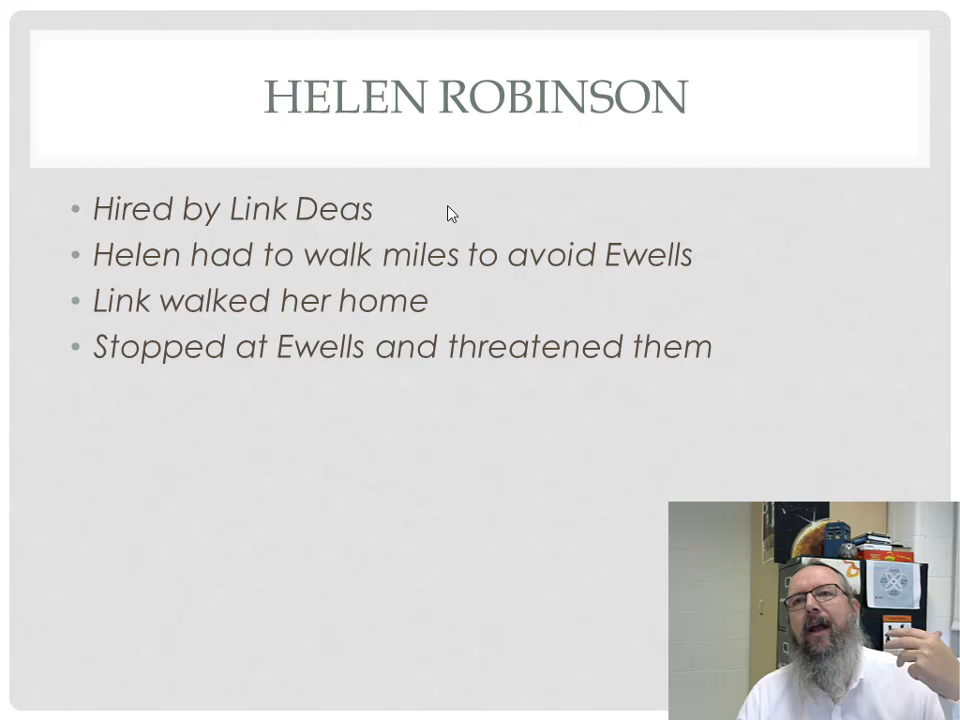 HELEN ROBINSON
• Hired by Link Deas
• Helen had to walk miles to avoid Ewells
• Link walked her home
• Stopped at Ewells and threatened them